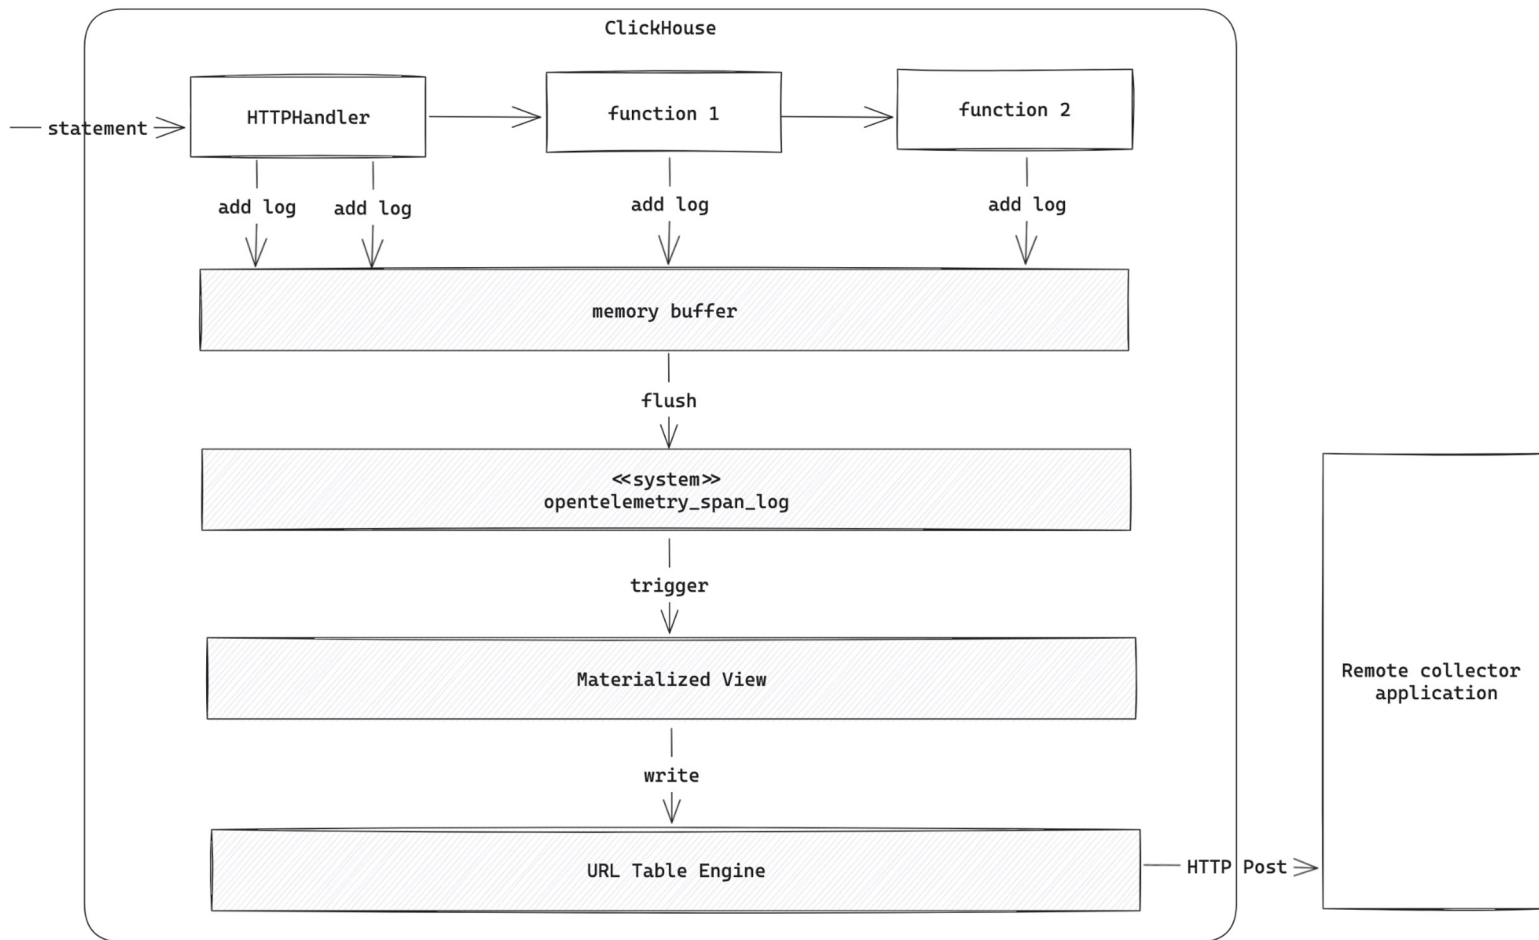 ClickHouse
statement
HTTPHandler
function 1
function 2
add log
add log
add log
add log
memory buffer
flush
<<system>>
opentelemetry_span_log
trigger
Materialized View
write
URL Table Engine
HTTP Post
Remote collector
application